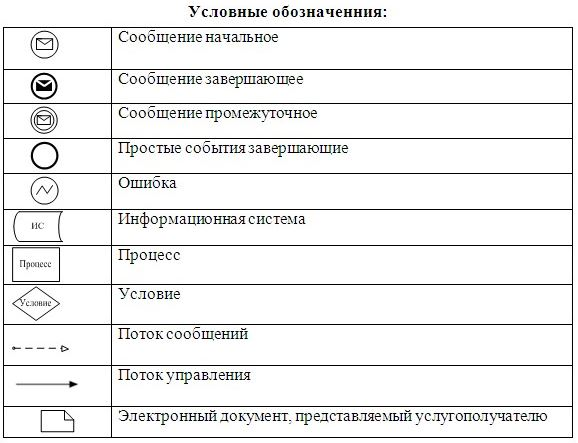 Условные обозначенния:
Сообщение начальное
Сообщение завершающее
Сообщение промежуточное
Простые события завершающие
Ошибка
ИС
Информационная система
Процесс
Процесс
Условие
Условие
Поток сообщений
Поток управления
Электронный документ, представляемый услугополучателю